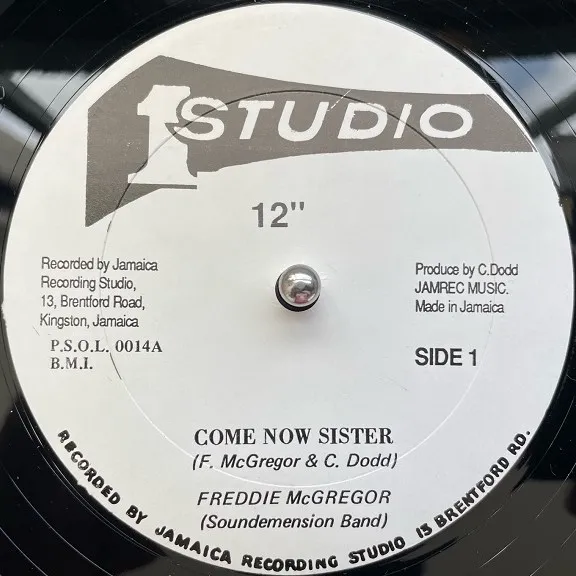 1 STUDIO
12"
Recorded by Jamaica
Recording Studio,
13, Brentford Road,
Kingston, Jamaica
P.S.O.L. 0014A
B.M.I.
Produce by C.Dodd
JAMREC MUSIC.
Made in Jamaica
SIDE 1
COME NOW SISTER
(F. McGregor & C. Dodd)
FREDDIE McGREGOR
(Soundemension Band)
RECORDED BY JAMAICA RECORDING STUDIO 13 BRENTFORD RD.